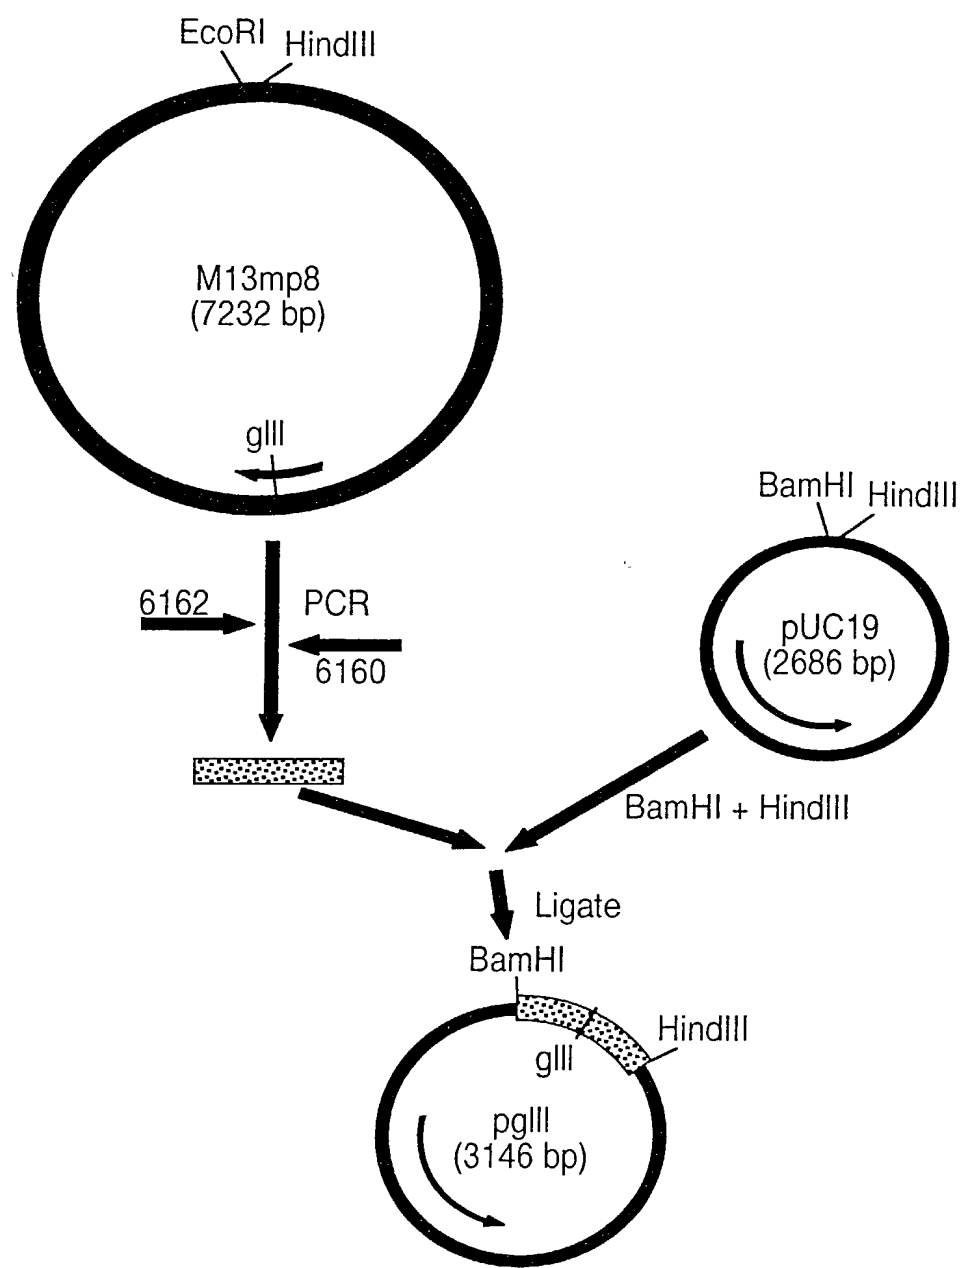 EcoRI
HindIII
M13mp8
(7232 bp)
gIII
BamHI
HindIII
6162
PCR
6160
pUC19
(2686 bp)
BamHI + HindIII
Ligate
BamHI
HindIII
gIII
pgIII
(3146 bp)